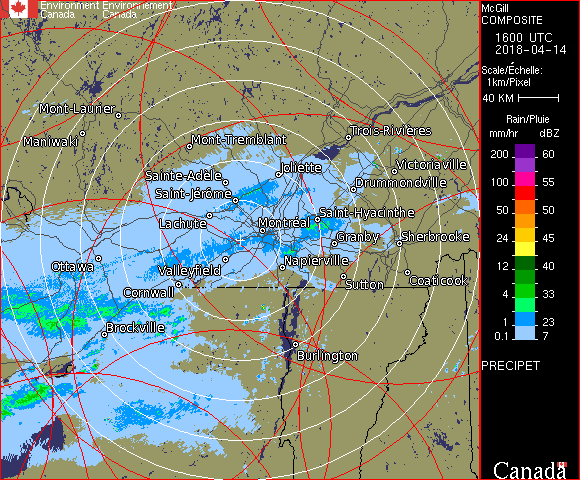 Environment Environnement
Canada Canada
McGill
COMPOSITE
1600 UTC
2018-04-14
Scale/Échelle:
1km/Pixel
40 KM
Rain/Pluie
mm/hr dBZ
200 60
100 55
50 50
24 45
12 40
4 33
1 23
0.1 7
PRECIPET
Canada
Mont-Laurier
Maniwaki
Mont-Tremblant
Trois-Rivières
Joliette
Victoriaville
Sainte-Adèle
Drummondville
Saint-Jérôme
Lachute
Saint-Hyacinthe
Montréal
Granby
Sherbrooke
Ottawa
Valleyfield
Napierville
Cornwall
Sutton
Coaticook
Brockville
Burlington